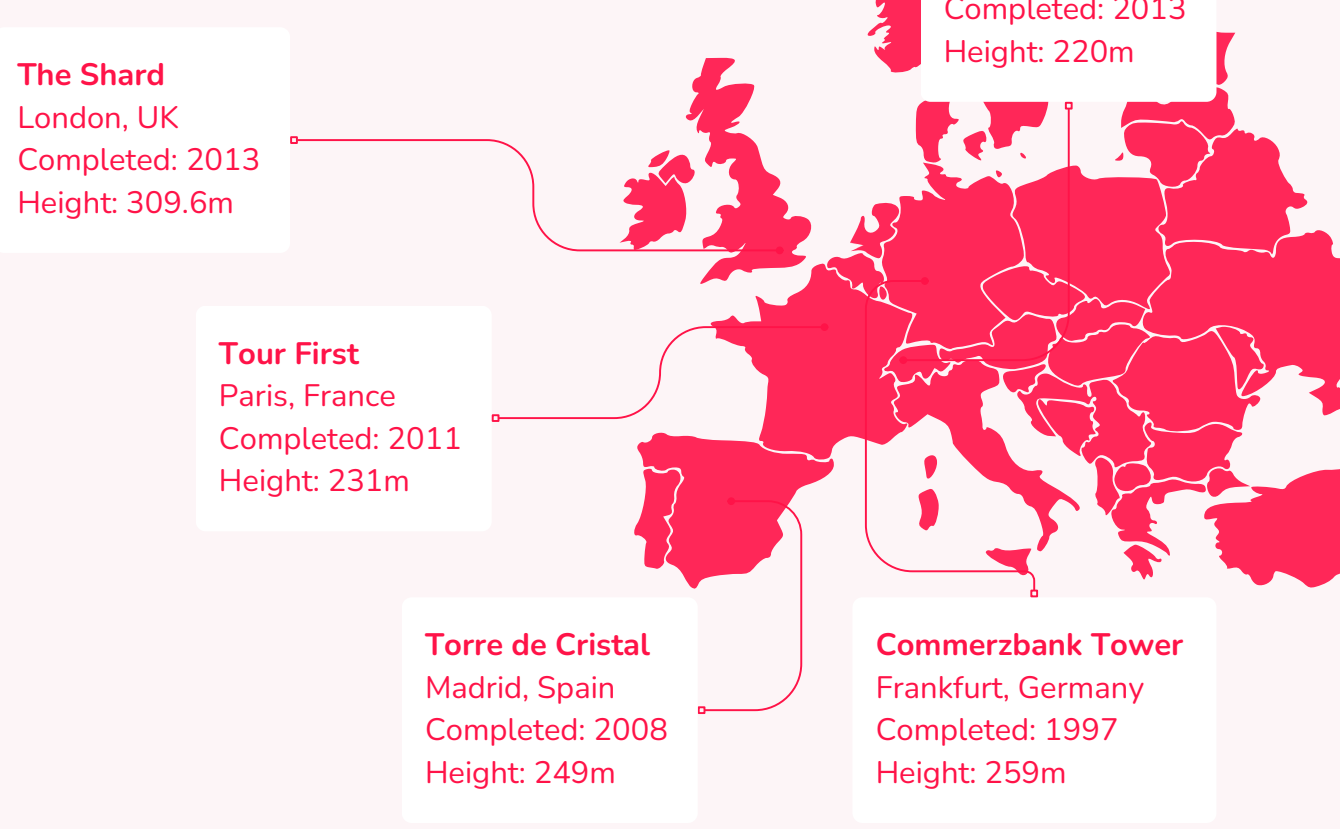 Completed: 2013
Height: 220m
The Shard
London, UK
Completed: 2013
Height: 309.6m
Tour First
Paris, France
Completed: 2011
Height: 231m
Torre de Cristal
Madrid, Spain
Completed: 2008
Height: 249m
Commerzbank Tower
Frankfurt, Germany
Completed: 1997
Height: 259m